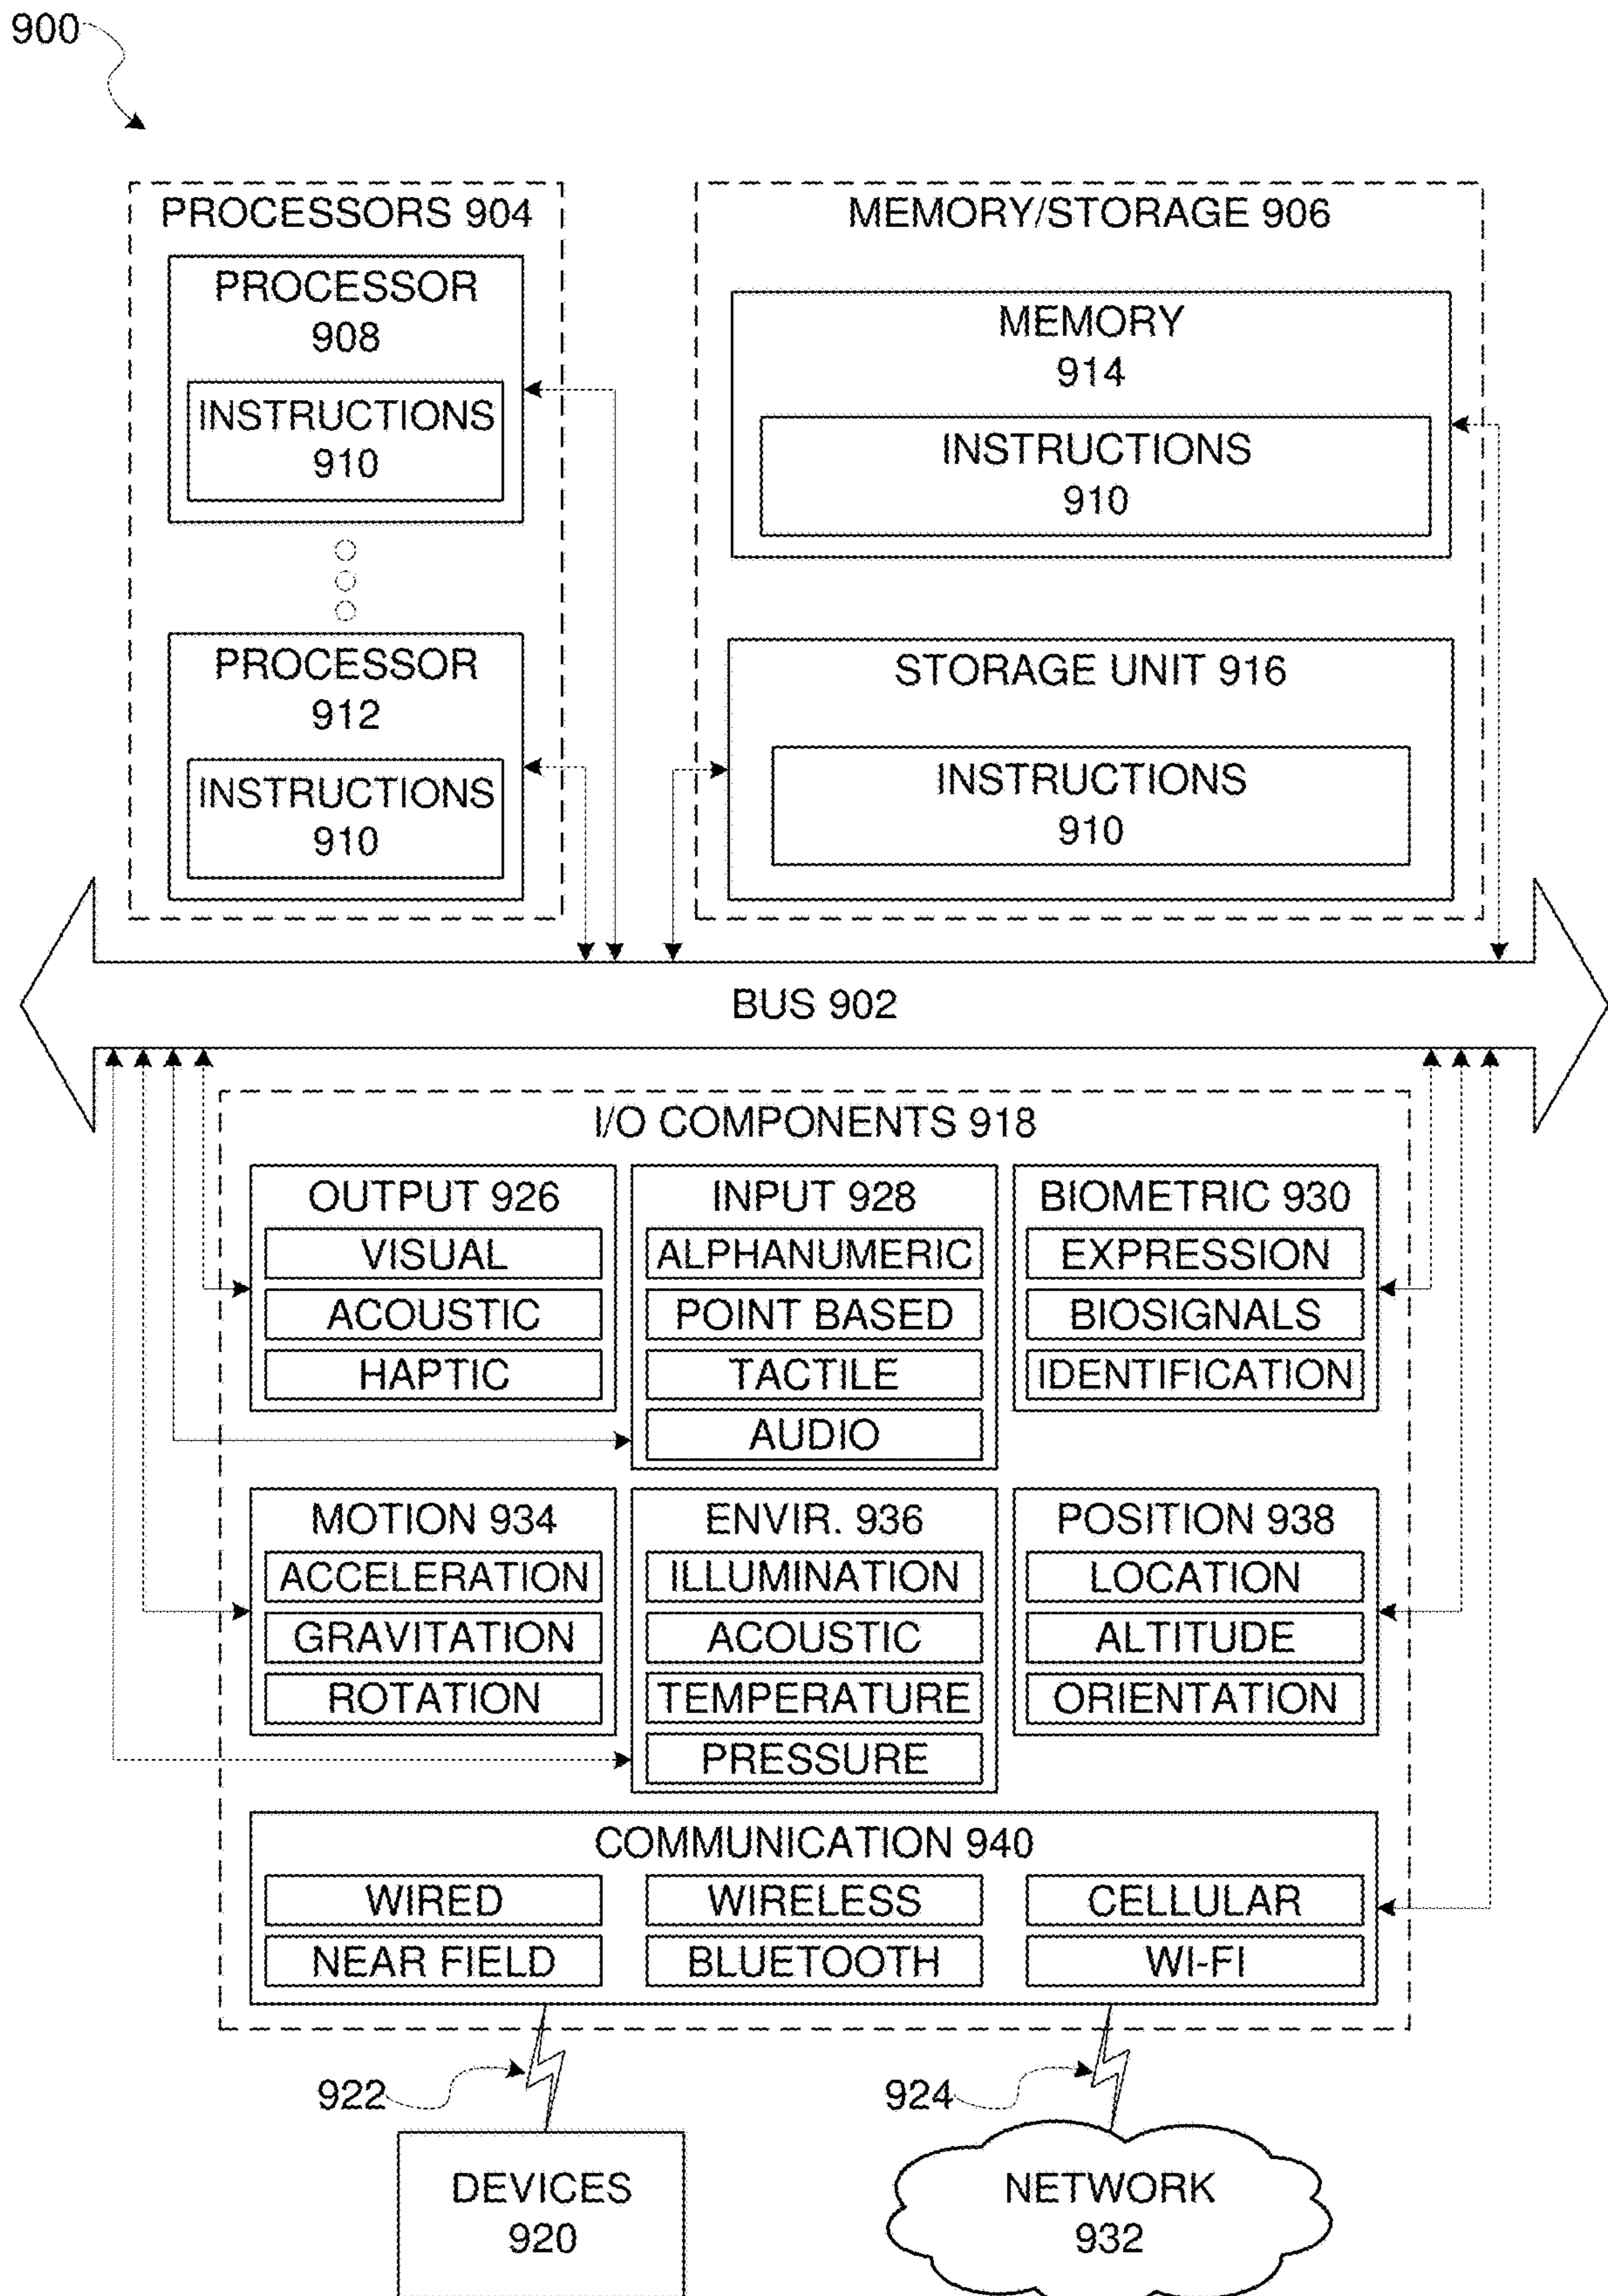 900
PROCESSORS 904
PROCESSOR
908
INSTRUCTIONS
910
PROCESSOR
912
INSTRUCTIONS
910
MEMORY/STORAGE 906
MEMORY
914
INSTRUCTIONS
910
STORAGE UNIT 916
INSTRUCTIONS
910
BUS 902
I/O COMPONENTS 918
OUTPUT 926
VISUAL
ACOUSTIC
HAPTIC
INPUT 928
ALPHANUMERIC
POINT BASED
TACTILE
AUDIO
BIOMETRIC 930
EXPRESSION
BIOSIGNALS
IDENTIFICATION
MOTION 934
ACCELERATION
GRAVITATION
ROTATION
ENVIR. 936
ILLUMINATION
ACOUSTIC
TEMPERATURE
PRESSURE
POSITION 938
LOCATION
ALTITUDE
ORIENTATION
COMMUNICATION 940
WIRED
WIRELESS
CELLULAR
NEAR FIELD
BLUETOOTH
WI-FI
922
924
DEVICES
920
NETWORK
932